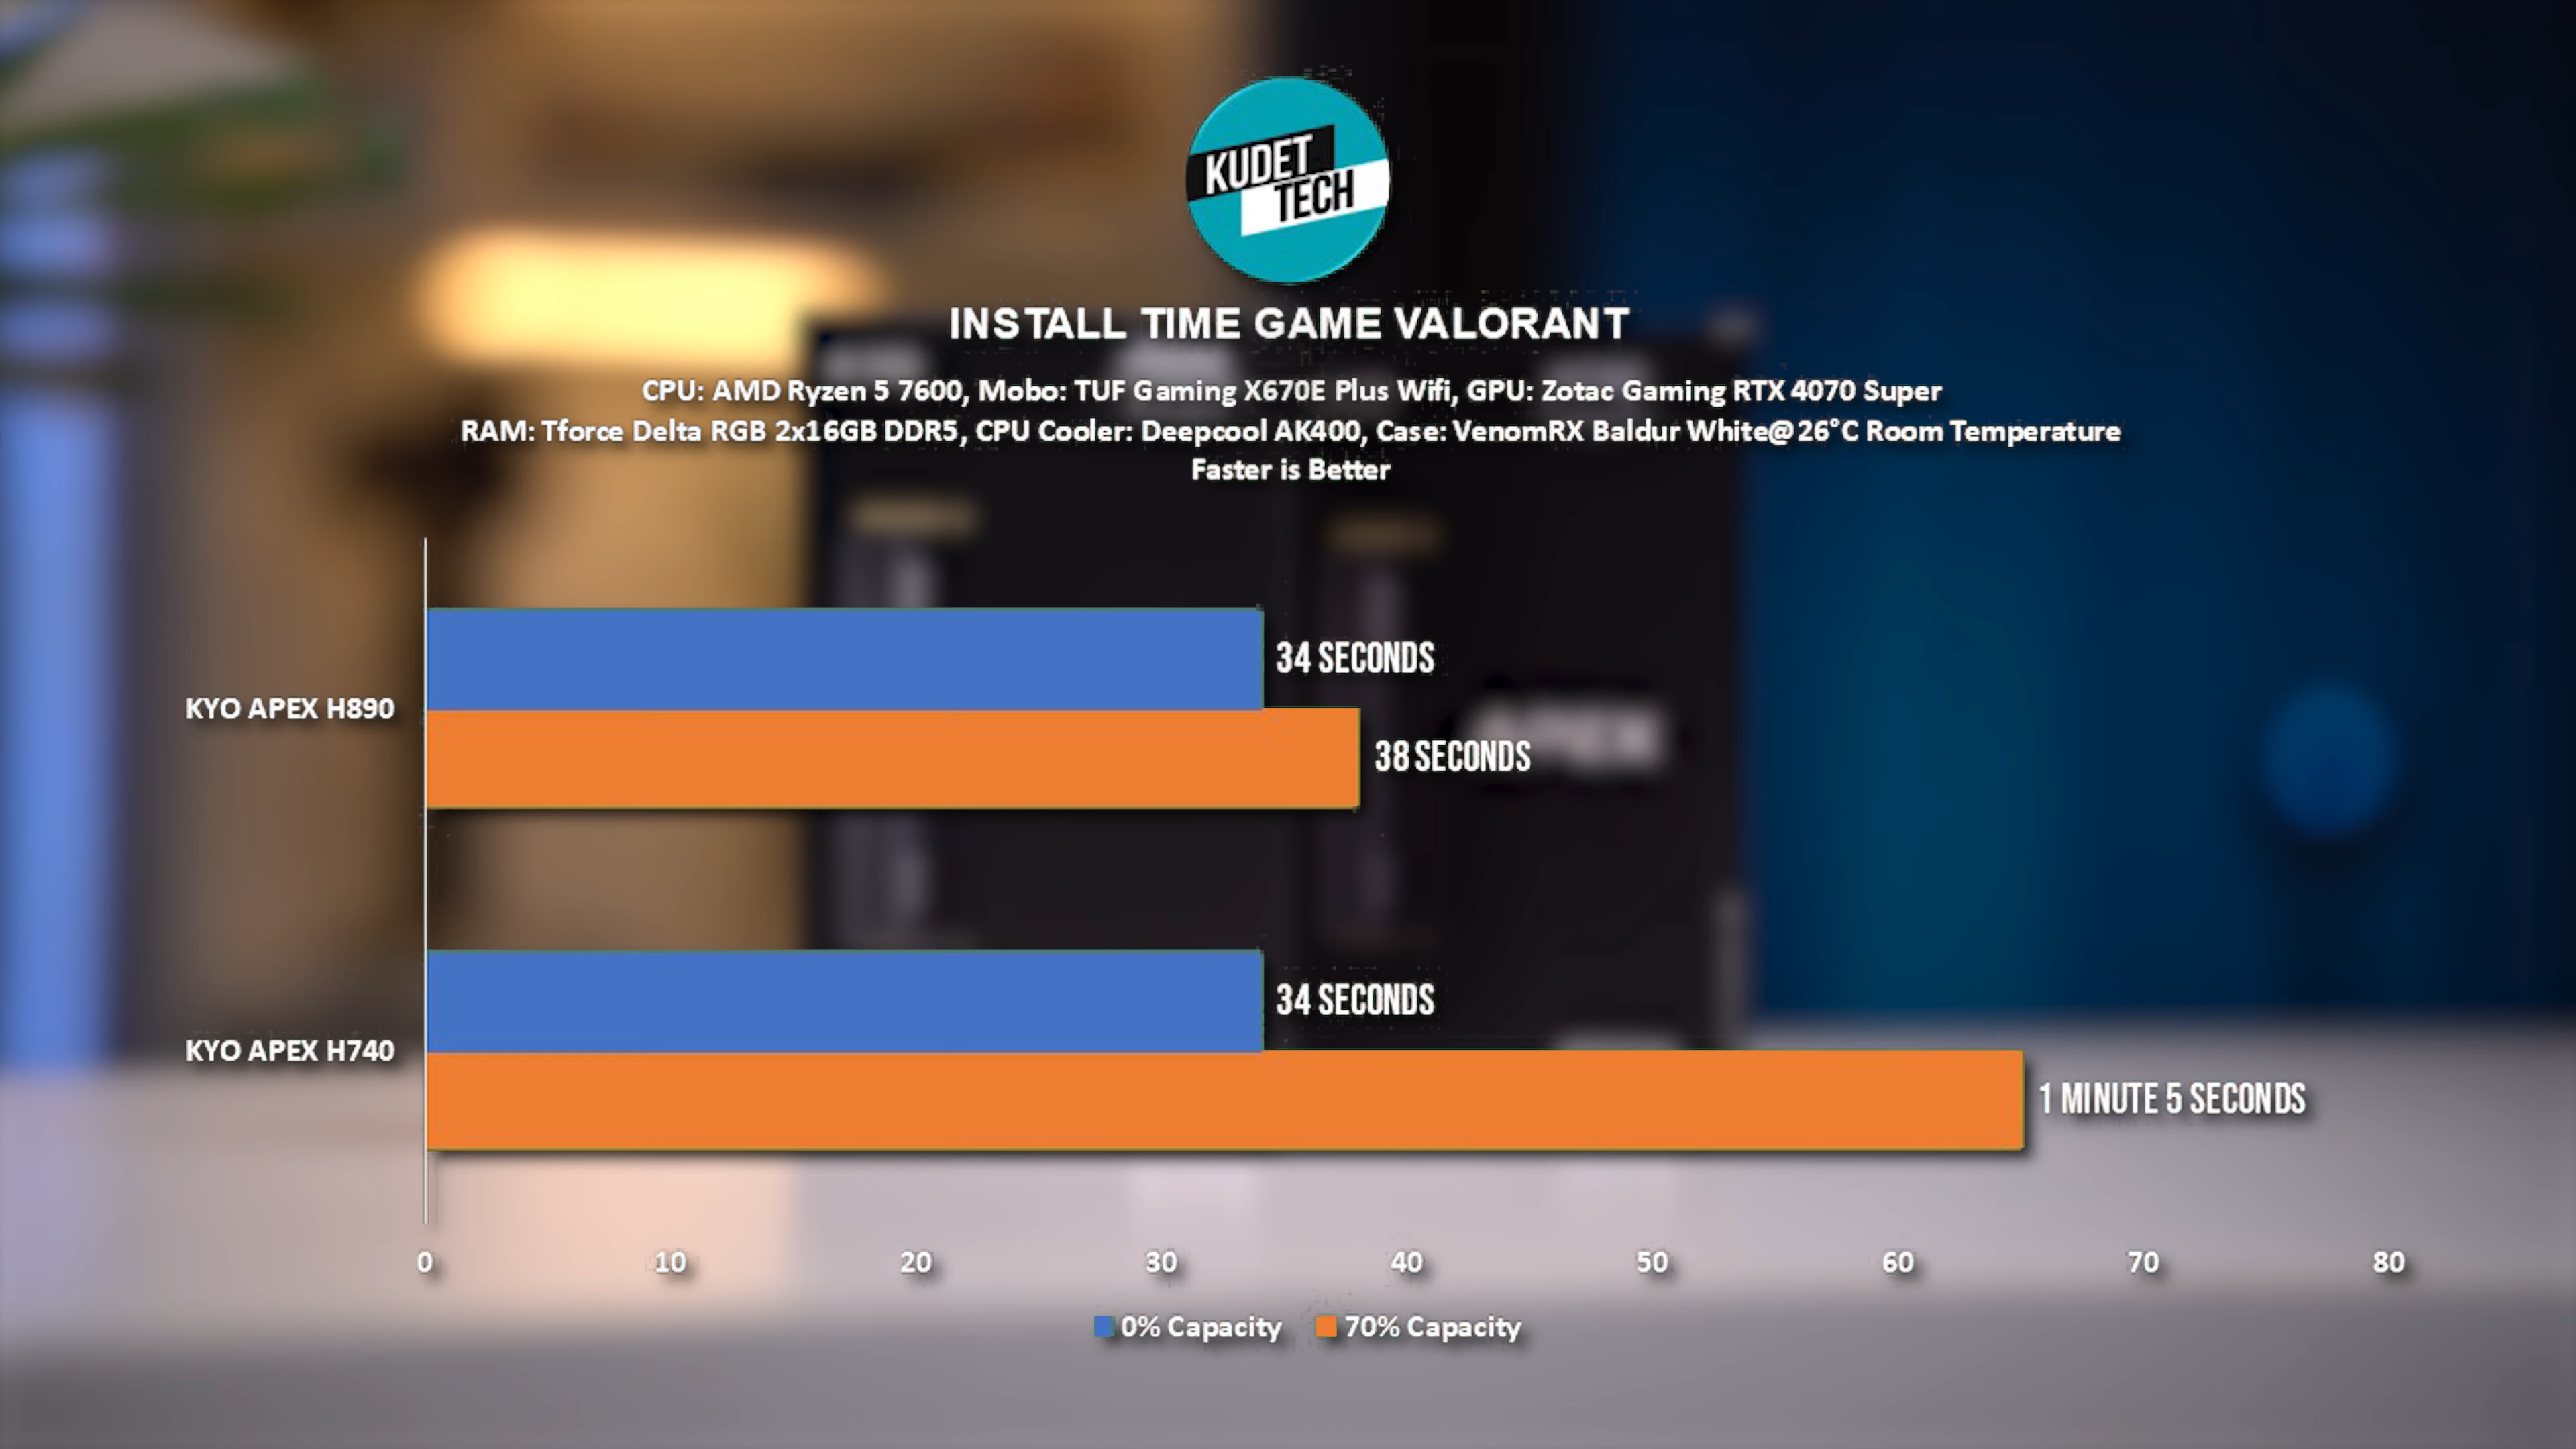 KUDET
TECH
INSTALL TIME GAME VALORANT
CPU: AMD Ryzen 5 7600, Mobo: TUF Gaming X670E Plus Wifi, GPU: Zotac Gaming RTX 4070 Super
RAM: Tforce Delta RGB 2x16GB DDR5, CPU Cooler: Deepcool AK400, Case: VenomRX Baldur White@26°C Room Temperature
Faster is Better
34 SECONDS
KYO APEX H890
38 SECONDS
APEX
34 SECONDS
KYO APEX H740
1 MINUTE 5 SECONDS
0 10 20 30 40 50 60 70 80
0% Capacity 70% Capacity